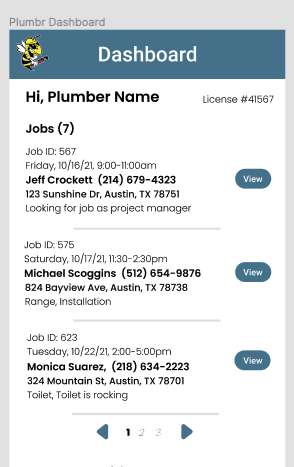 Plumbr Dashboard
Dashboard
Hi, Plumber Name
License #41567
Jobs (7)
Job ID: 567
Friday, 10/16/21, 9:00-11:00am
Jeff Crockett (214) 679-4323
View
123 Sunshine Dr, Austin, TX 78751
Looking for job as project manager
Job ID: 575
Saturday, 10/17/21, 11:30-2:30pm
Michael Scoggins (512) 654-9876
View
824 Bayview Ave, Austin, TX 78738
Range, Installation
Job ID: 623
Tuesday, 10/22/21, 2:00-5:00pm
Monica Suarez, (218) 634-2223
View
324 Mountain St, Austin, TX 78701
Toilet, Toilet is rocking
1 2 3